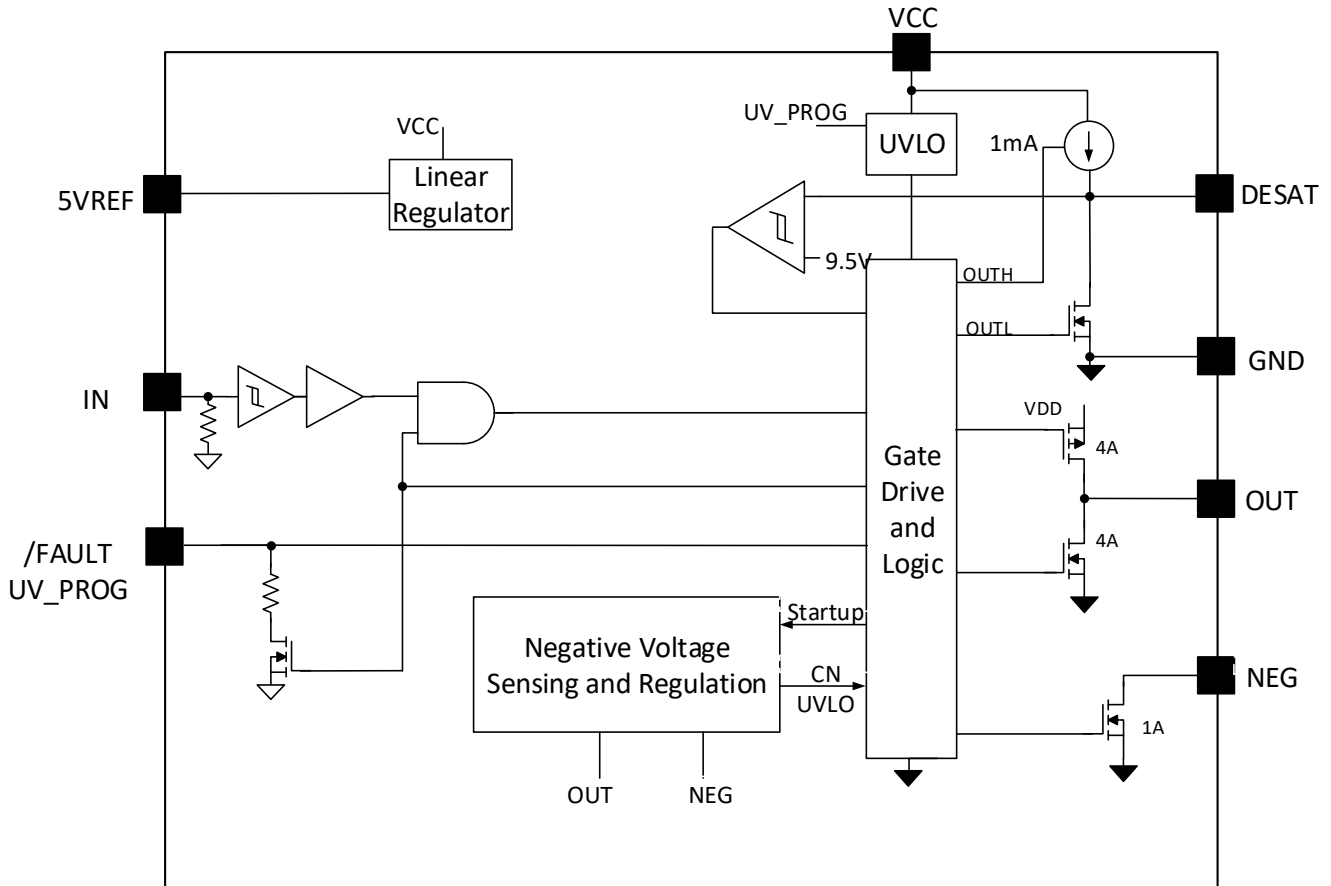 VCC
UV_PROG
UVLO
1mA
VCC
Linear
Regulator
5VREF
DESAT
9.5V
OUTH
OUTL
GND
IN
VDD
4A
Gate
Drive
and
Logic
OUT
4A
/FAULT
UV_PROG
Startup
Negative Voltage
Sensing and Regulation
CN
UVLO
NEG
1A
OUT
NEG